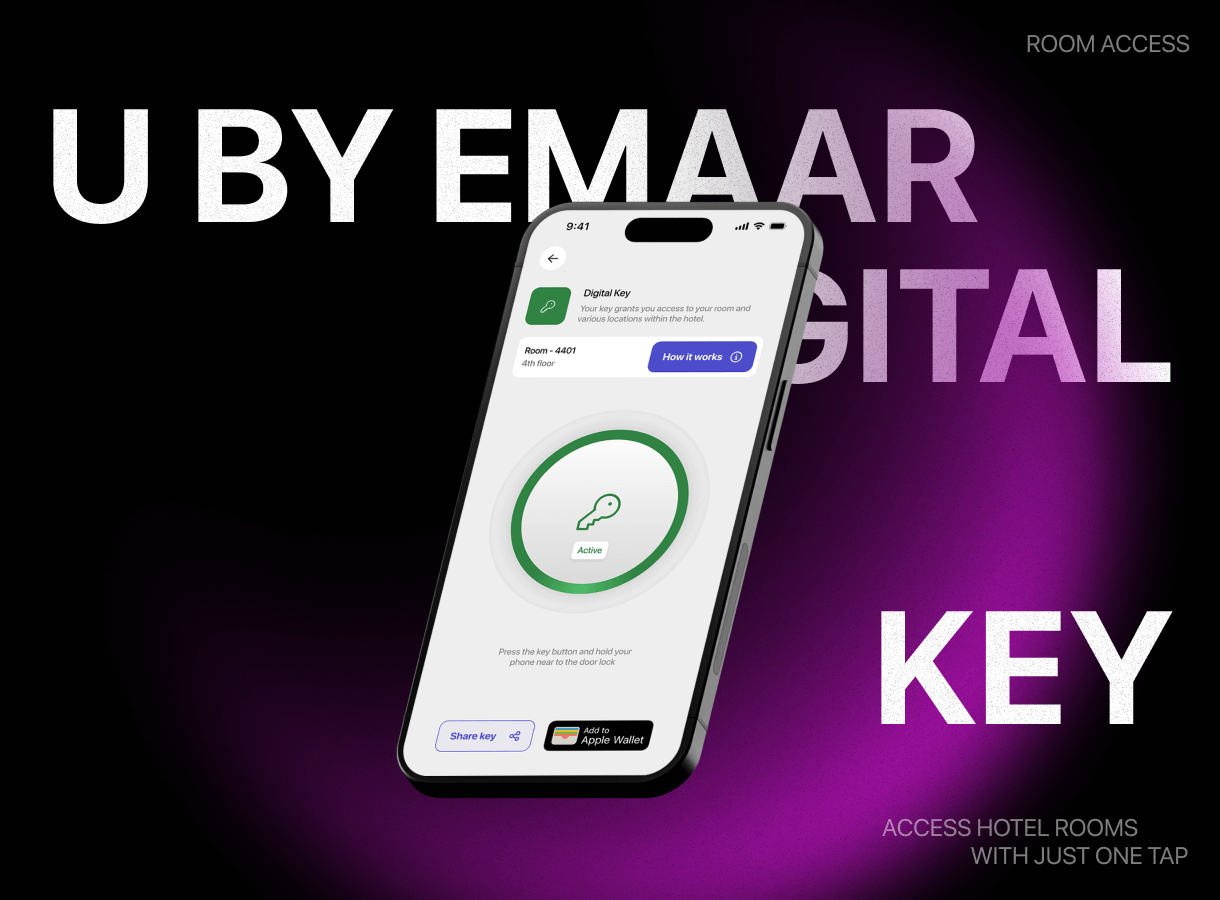 ROOM ACCESS
U BY EMAAR
GITAL
KEY
9:41
Digital Key
Your key grants you access to your room and
various locations within the hotel.
Room - 4401
4th floor
How it works
Active
Press the key button and hold your
phone near to the door lock
Share key
Add to
Apple Wallet
ACCESS HOTEL ROOMS
WITH JUST ONE TAP